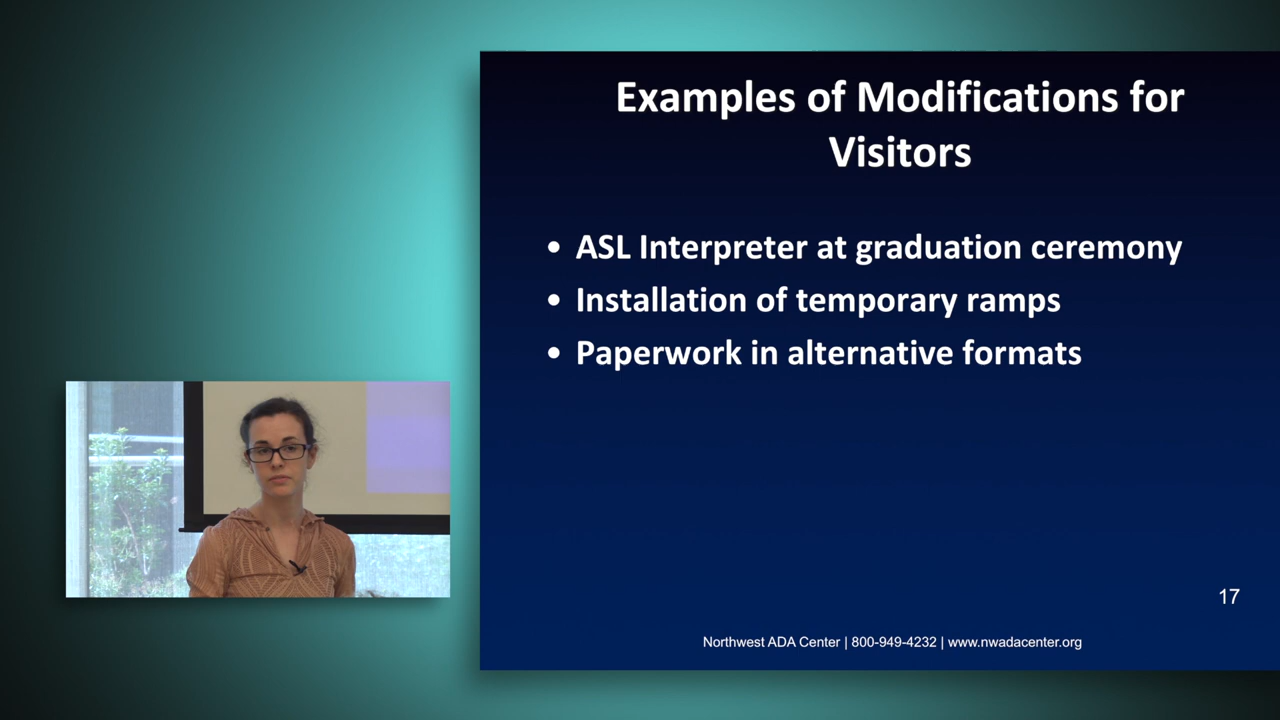 Examples of Modifications for
Visitors
• ASL Interpreter at graduation ceremony
• Installation of temporary ramps
• Paperwork in alternative formats
17
Northwest ADA Center | 800-949-4232 | www.nwadacenter.org